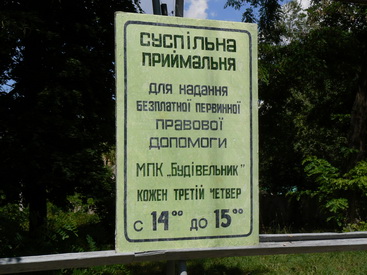 СУСПІЛЬНА
ПРИЙМАЛЬНЯ
ДЛЯ НАДАННЯ
БЕЗПЛАТНОЇ ПЕРВИННОЇ
ПРАВОВОЇ
ДОПОМОГИ
МПК „БУДІВЕЛЬНИК”
КОЖЕН ТРЕТІЙ ЧЕТВЕР
С 14⁰⁰ ДО 15⁰⁰